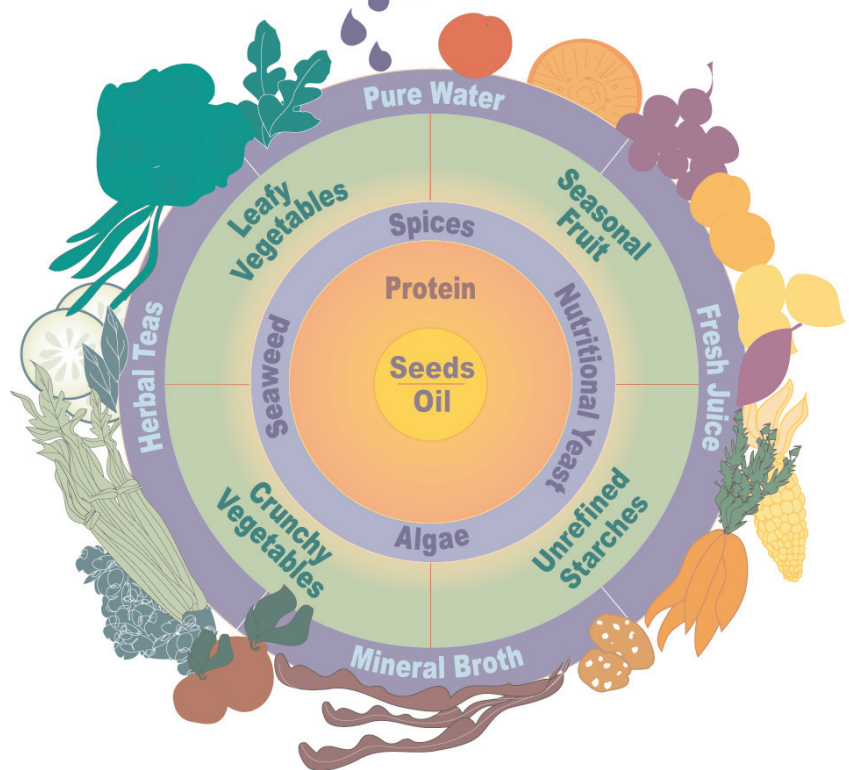 Pure Water
Leafy
Vegetables
Seasonal
Fruit
Spices
Protein
Herbal Teas
Seaweed
Seeds
Oil
Nutritional Yeast
Fresh Juice
Crunchy
Vegetables
Algae
Unrefined
Starches
Mineral Broth